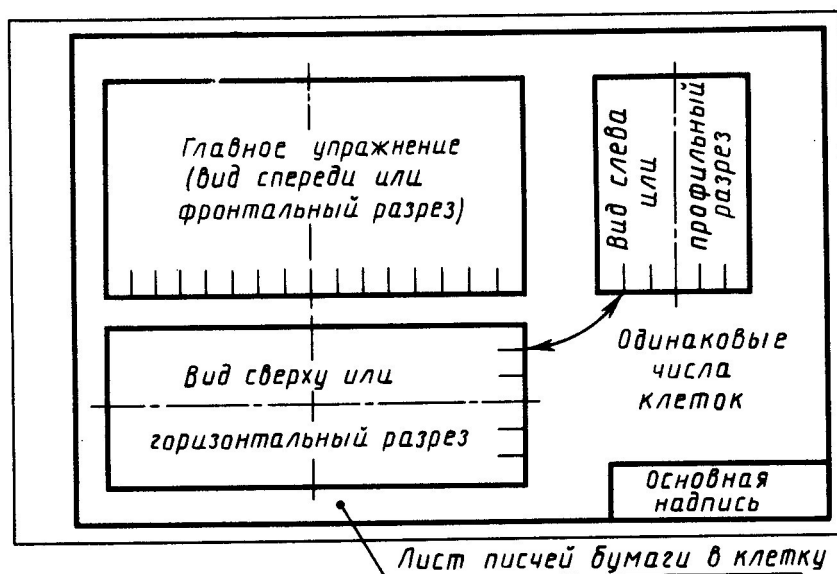 Главное упражнение
(вид спереди или
фронтальный разрез)
Вид слева
или
профильный
разрез
Вид сверху или
горизонтальный разрез
Одинаковые
числа
клеток
Основная
надпись
Лист писчей бумаги в клетку